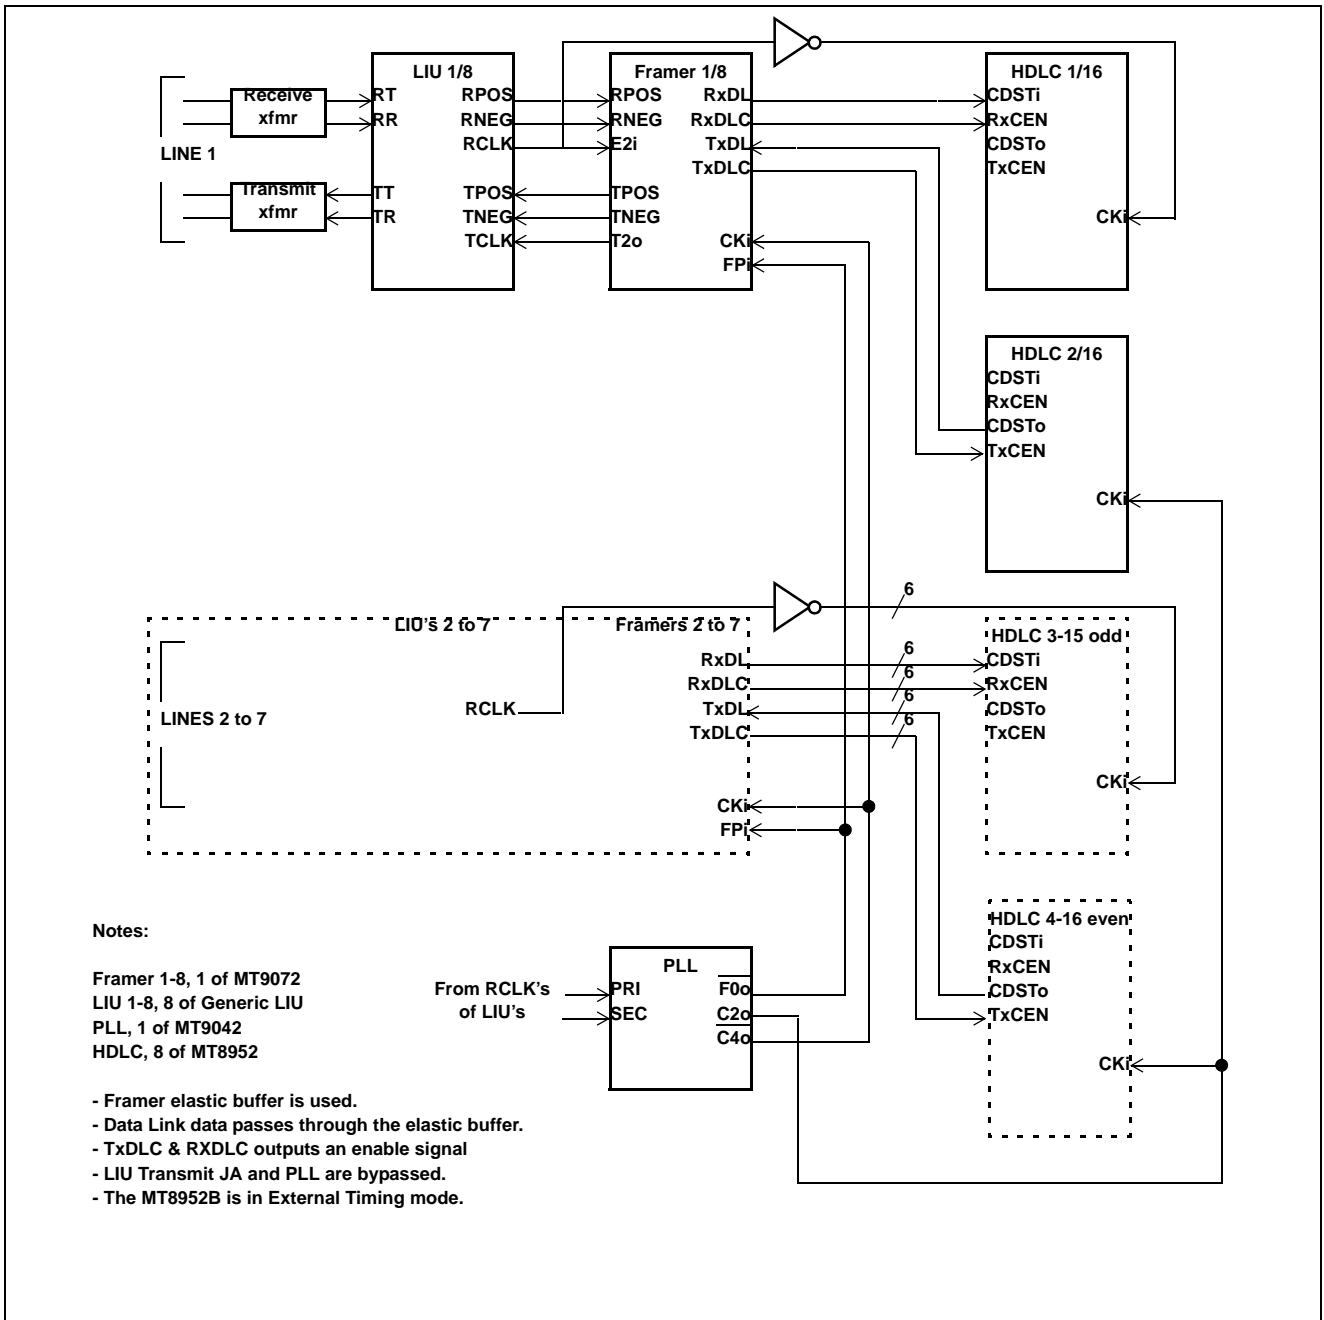 LIU 1/8
Framer 1/8
HDLC 1/16
Receive
xfmr
RT
RR
RPOS
RNEG
RCLK
RPOS
RNEG
E2i
RxDL
RxDLC
TxDL
TxDLC
CDSTi
RxCEN
CDSTo
TxCEN
LINE 1
Transmit
xfmr
TT
TR
TPOS
TNEG
TCLK
TPOS
TNEG
T2o
CKi
FPi
CKi
HDLC 2/16
CDSTi
RxCEN
CDSTo
TxCEN
CKi
6
LIU's 2 to 7
Framers 2 to 7
HDLC 3-15 odd
RxDL
6
CDSTi
RxDLC
6
RxCEN
LINES 2 to 7
RCLK
TxDL
6
CDSTo
TxDLC
6
TxCEN
CKi
CKi
FPi
HDLC 4-16 even
CDSTi
RxCEN
CDSTo
TxCEN
CKi
PLL
From RCLK's
of LIU's
PRI
SEC
F0o
C2o
C4o
Notes:
Framer 1-8, 1 of MT9072
LIU 1-8, 8 of Generic LIU
PLL, 1 of MT9042
HDLC, 8 of MT8952
- Framer elastic buffer is used.
- Data Link data passes through the elastic buffer.
- TxDLC & RXDLC outputs an enable signal
- LIU Transmit JA and PLL are bypassed.
- The MT8952B is in External Timing mode.